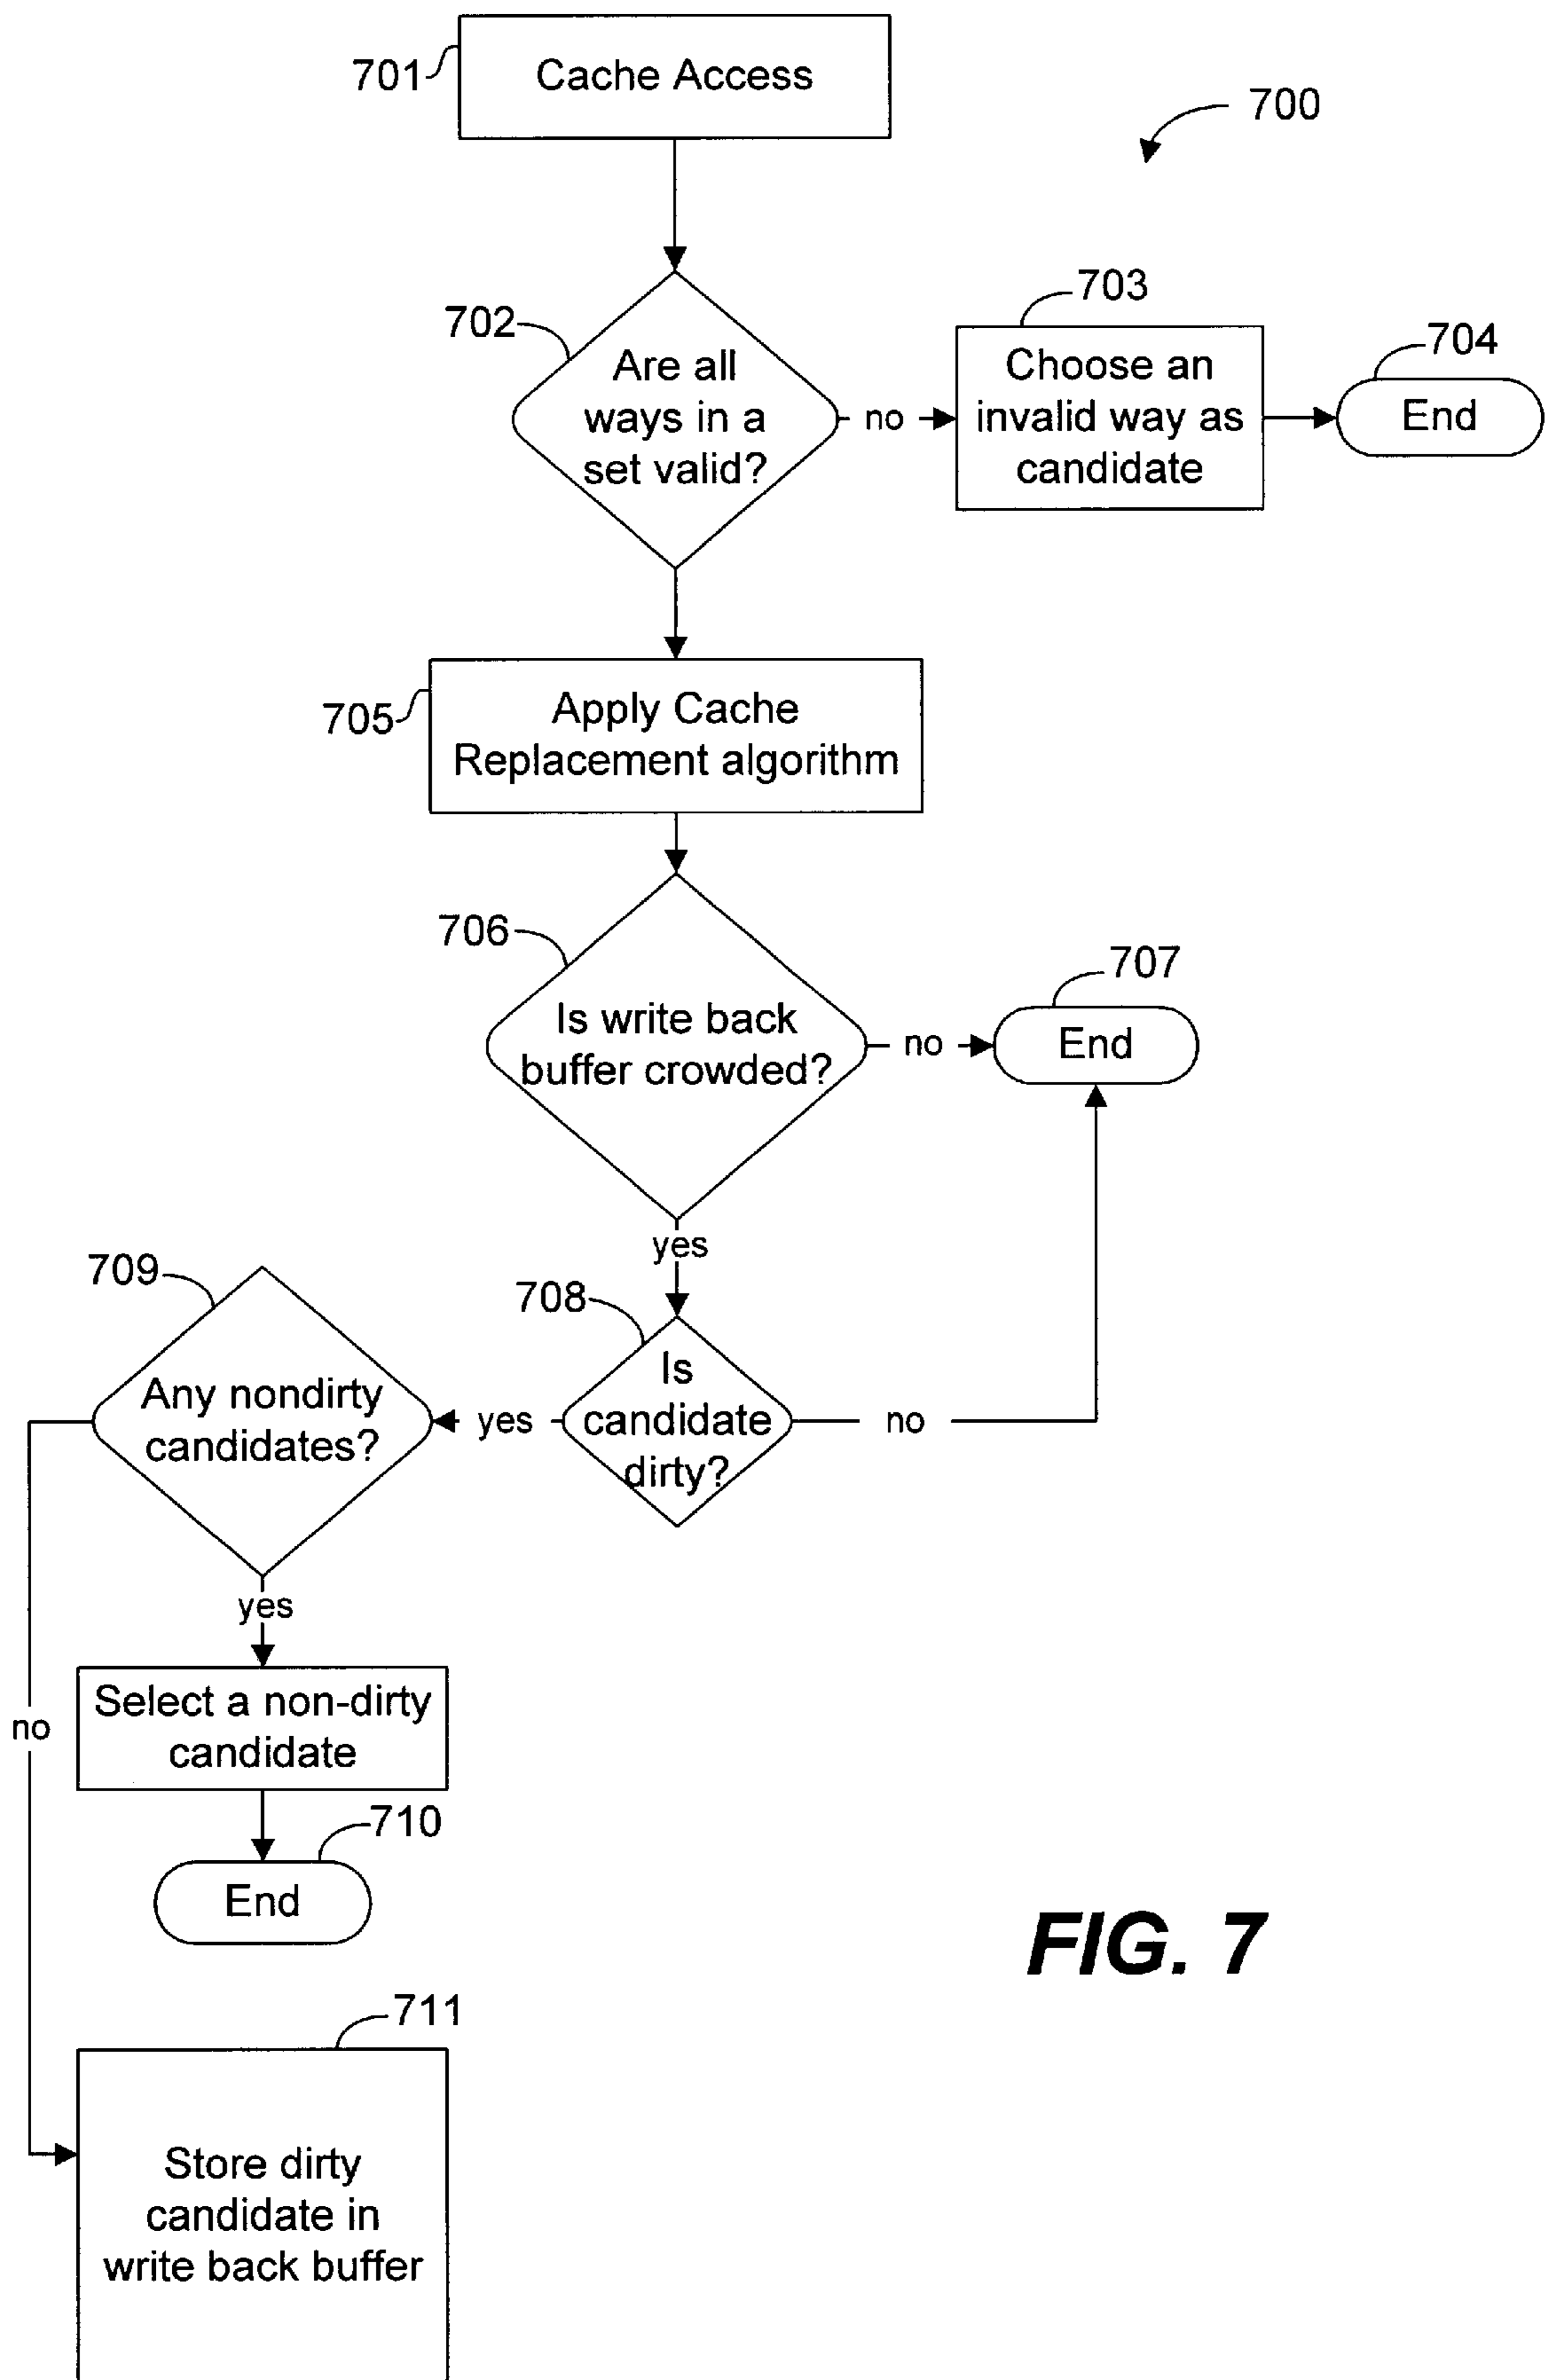 701
Cache Access
700
702
Are all
ways in a
set valid?
no
703
Choose an
invalid way as
candidate
704
End
705
Apply Cache
Replacement algorithm
706
Is write back
buffer crowded?
no
707
End
yes
708
Is
candidate
dirty?
no
yes
709
Any nondirty
candidates?
yes
no
Select a non-dirty
candidate
710
End
711
Store dirty
candidate in
write back buffer
FIG. 7